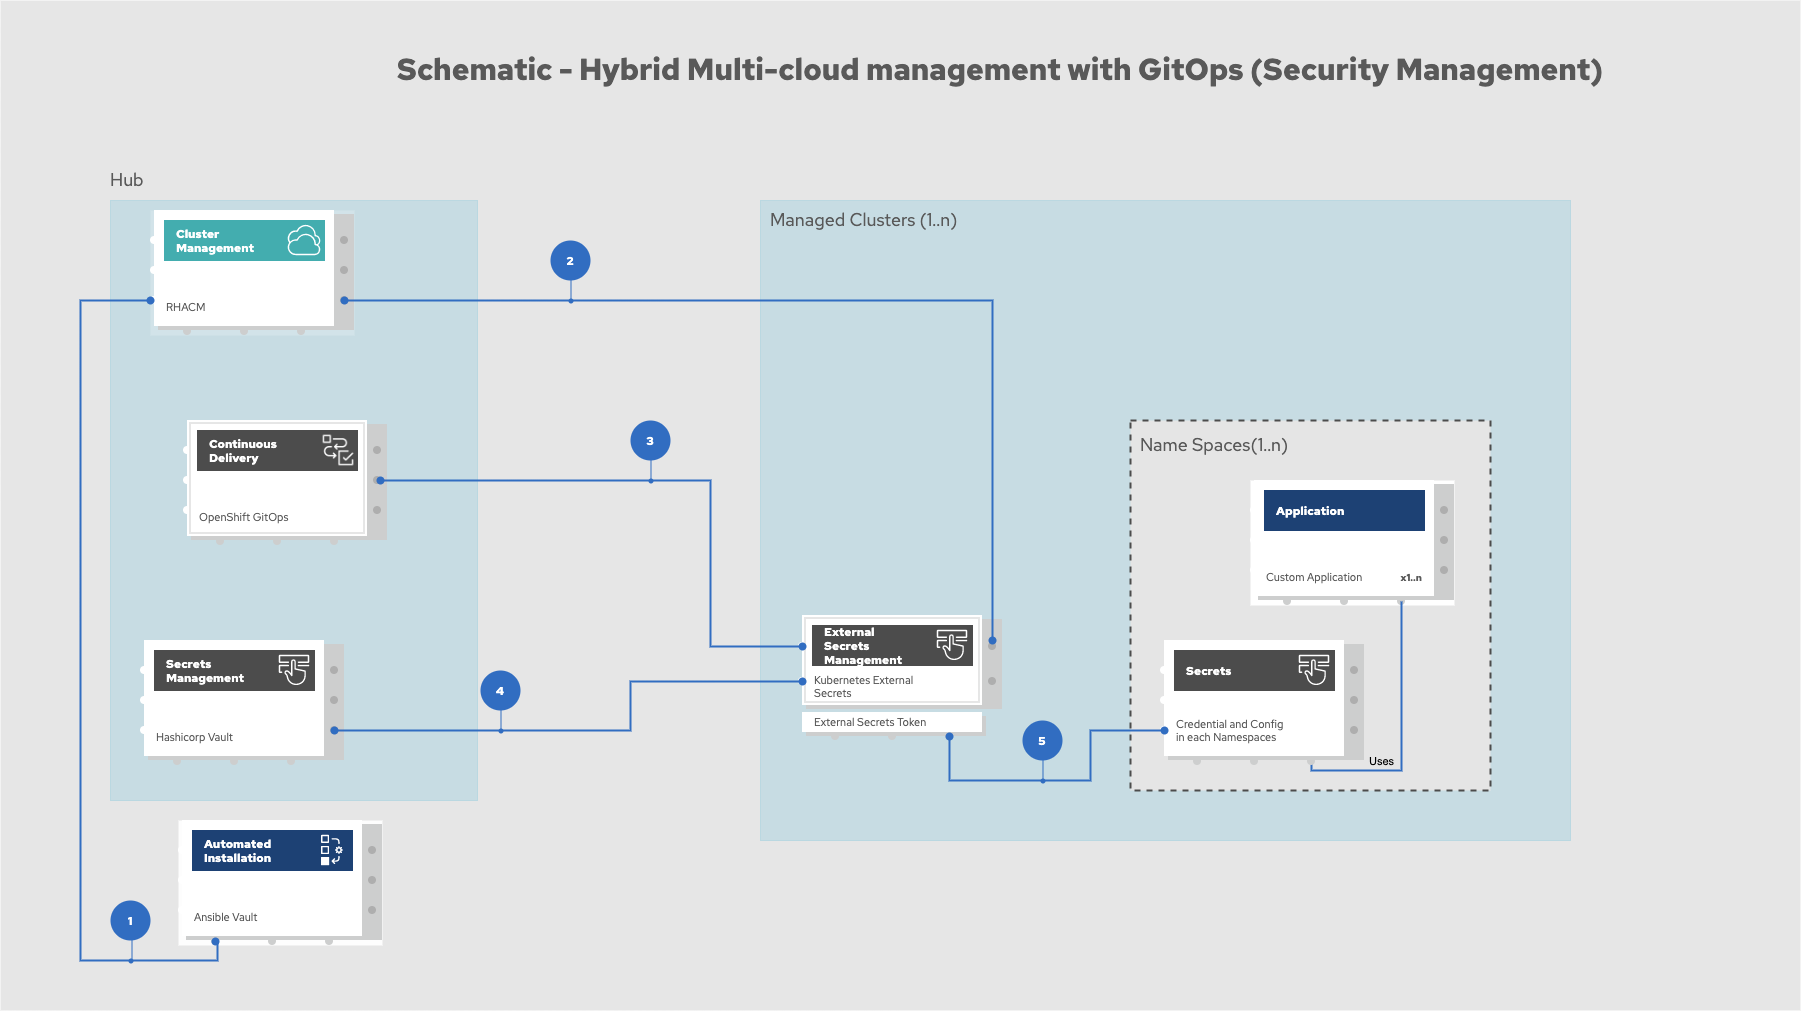 Schematic - Hybrid Multi-cloud management with GitOps (Security Management)
Hub
Cluster
Management
RHACM
2
Managed Clusters (1..n)
Continuous
Delivery
OpenShift GitOps
3
Name Spaces(1..n)
Application
Custom Application x1..n
Secrets
Management
Hashicorp Vault
4
External
Secrets
Management
Kubernetes External
Secrets
External Secrets Token
5
Secrets
Credential and Config
in each Namespaces
Uses
Automated
Installation
Ansible Vault
1